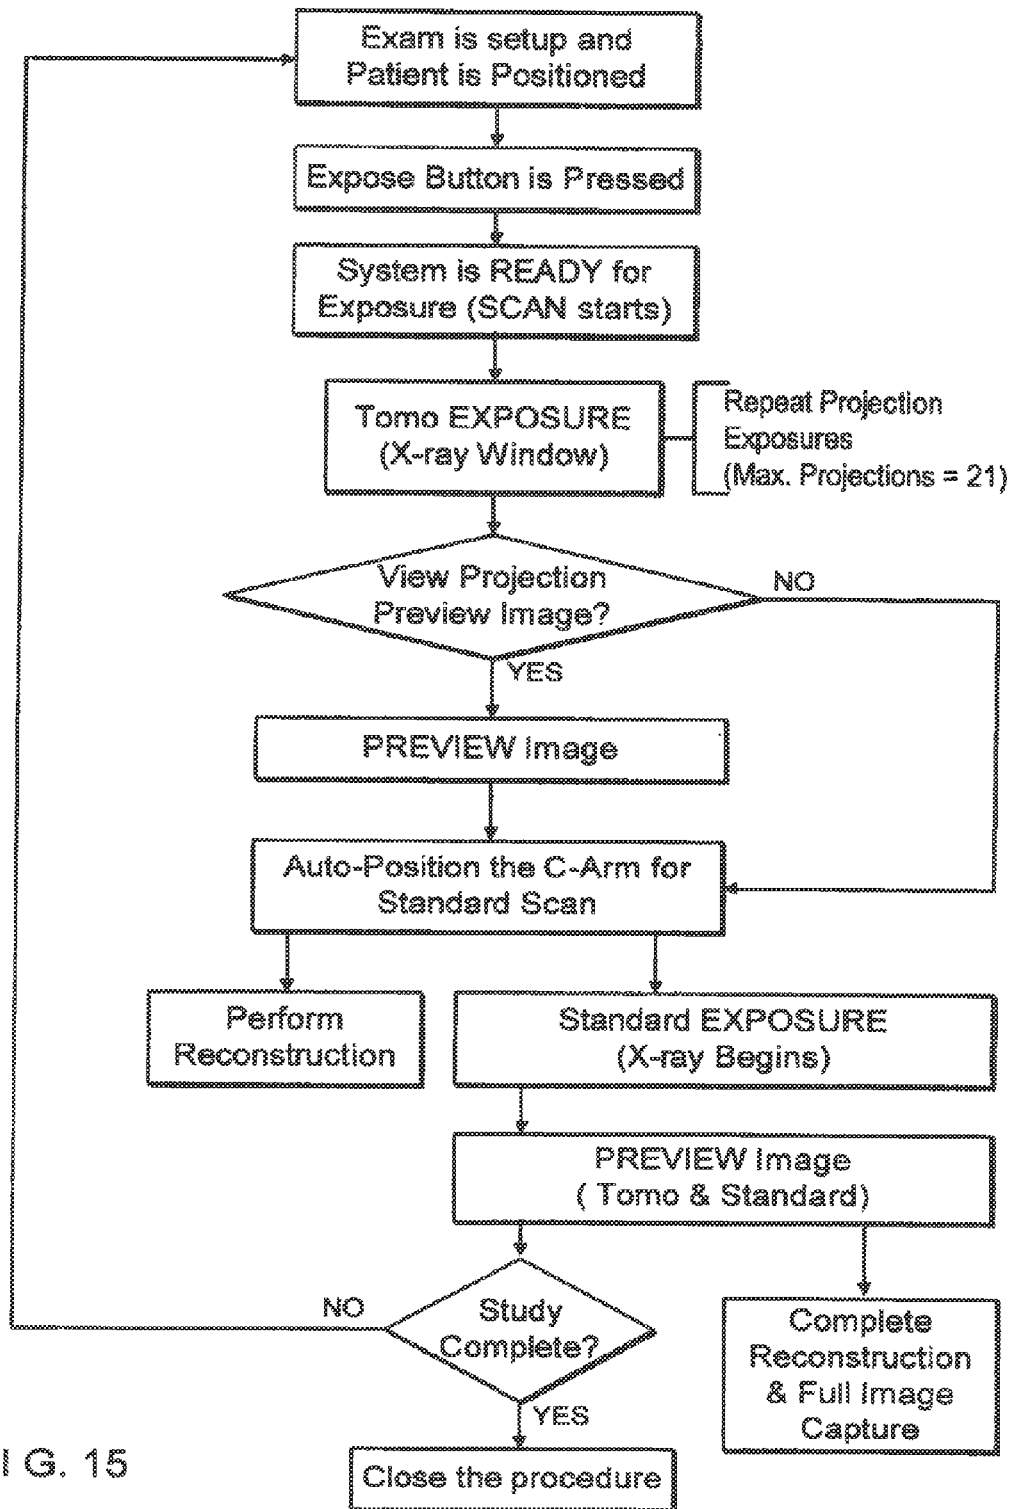 Exam is setup and
Patient is Positioned
Expose Button is Pressed
System is READY for
Exposure (SCAN starts)
Tomo EXPOSURE
(X-ray Window)
Repeat Projection
Exposures
(Max. Projections = 21)
View Projection
Preview Image?
NO
YES
PREVIEW Image
Auto-Position the C-Arm for
Standard Scan
Perform
Reconstruction
Standard EXPOSURE
(X-ray Begins)
PREVIEW Image
( Tomo & Standard)
NO
Study
Complete?
Complete
Reconstruction
& Full Image
Capture
YES
I G. 15
Close the procedure